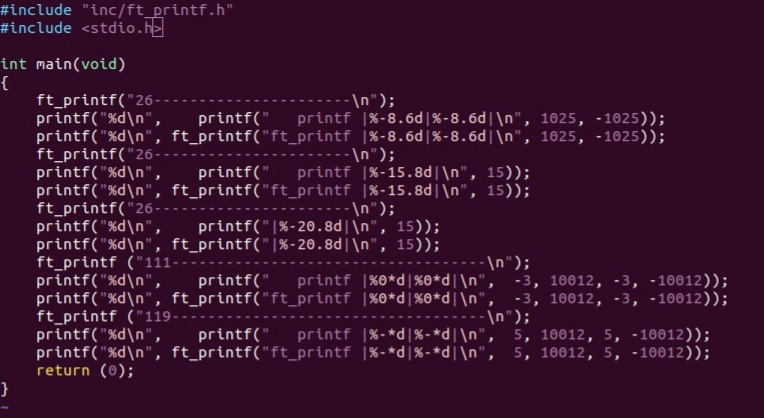 #include "inc/ft_printf.h"
#include <stdio.h>
int main(void)
{
    ft_printf("26----------------------\n");
    printf("%d\n",    printf("   printf |%-8.6d|%-8.6d|\n", 1025, -1025));
    printf("%d\n", ft_printf("ft_printf |%-8.6d|%-8.6d|\n", 1025, -1025));
    ft_printf("26----------------------\n");
    printf("%d\n",    printf("   printf |%-15.8d|\n", 15));
    printf("%d\n", ft_printf("ft_printf |%-15.8d|\n", 15));
    ft_printf("26----------------------\n");
    printf("%d\n",    printf("|%-20.8d|\n", 15));
    printf("%d\n", ft_printf("|%-20.8d|\n", 15));
    ft_printf ("111-----------------------------------\n");
    printf("%d\n",    printf("   printf |%0*d|%0*d|\n",  -3, 10012, -3, -10012));
    printf("%d\n", ft_printf("ft_printf |%0*d|%0*d|\n",  -3, 10012, -3, -10012));
    ft_printf ("119-----------------------------------\n");
    printf("%d\n",    printf("   printf |%-*d|%-*d|\n",  5, 10012, 5, -10012));
    printf("%d\n", ft_printf("ft_printf |%-*d|%-*d|\n",  5, 10012, 5, -10012));
    return (0);
}
~